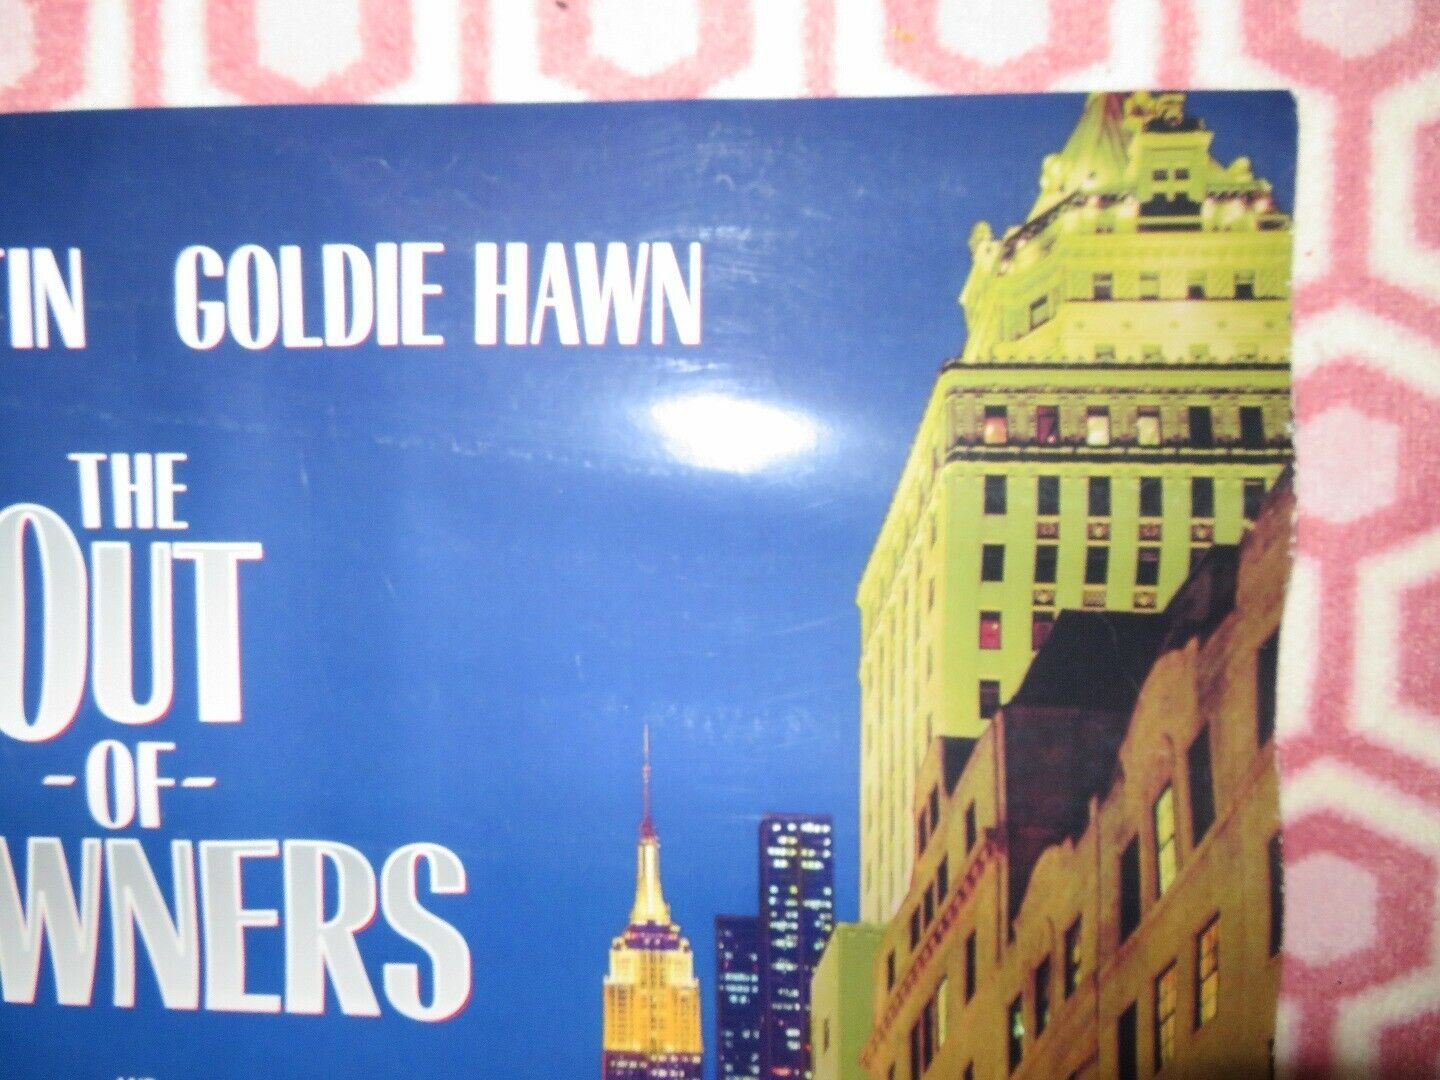 TIN GOLDIE HAWN
THE
OUT
-OF-
WNERS